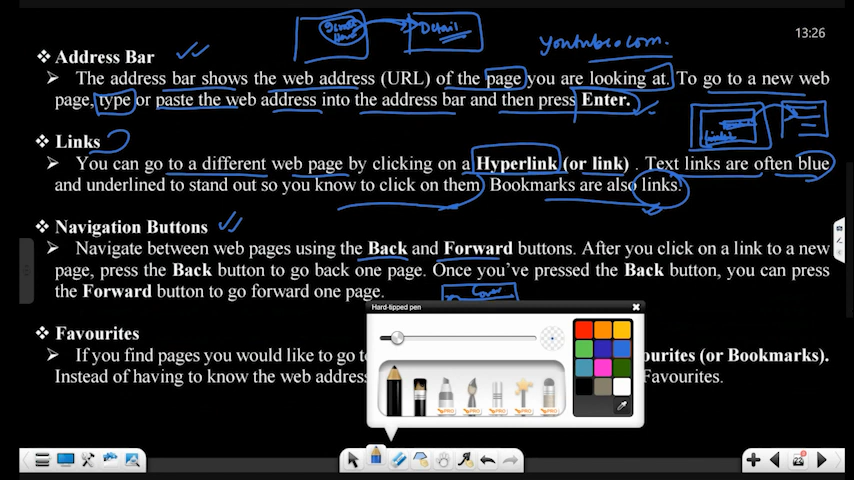 Detail
youtube.com.
13:26
❖ Address Bar
➢ The address bar shows the web address (URL) of the page you are looking at. To go to a new web
page, type or paste the web address into the address bar and then press Enter.
❖ Links
➢ You can go to a different web page by clicking on a Hyperlink (or link) . Text links are often blue
and underlined to stand out so you know to click on them. Bookmarks are also links.
❖ Navigation Buttons
➢ Navigate between web pages using the Back and Forward buttons. After you click on a link to a new
page, press the Back button to go back one page. Once you've pressed the Back button, you can press
the Forward button to go forward one page.
Hard-tipped pen
❖ Favourites
➢ If you find pages you would like to go to
ourites (or Bookmarks).
Instead of having to know the web address
Favourites.
PRO PRO PRO PRO PRO